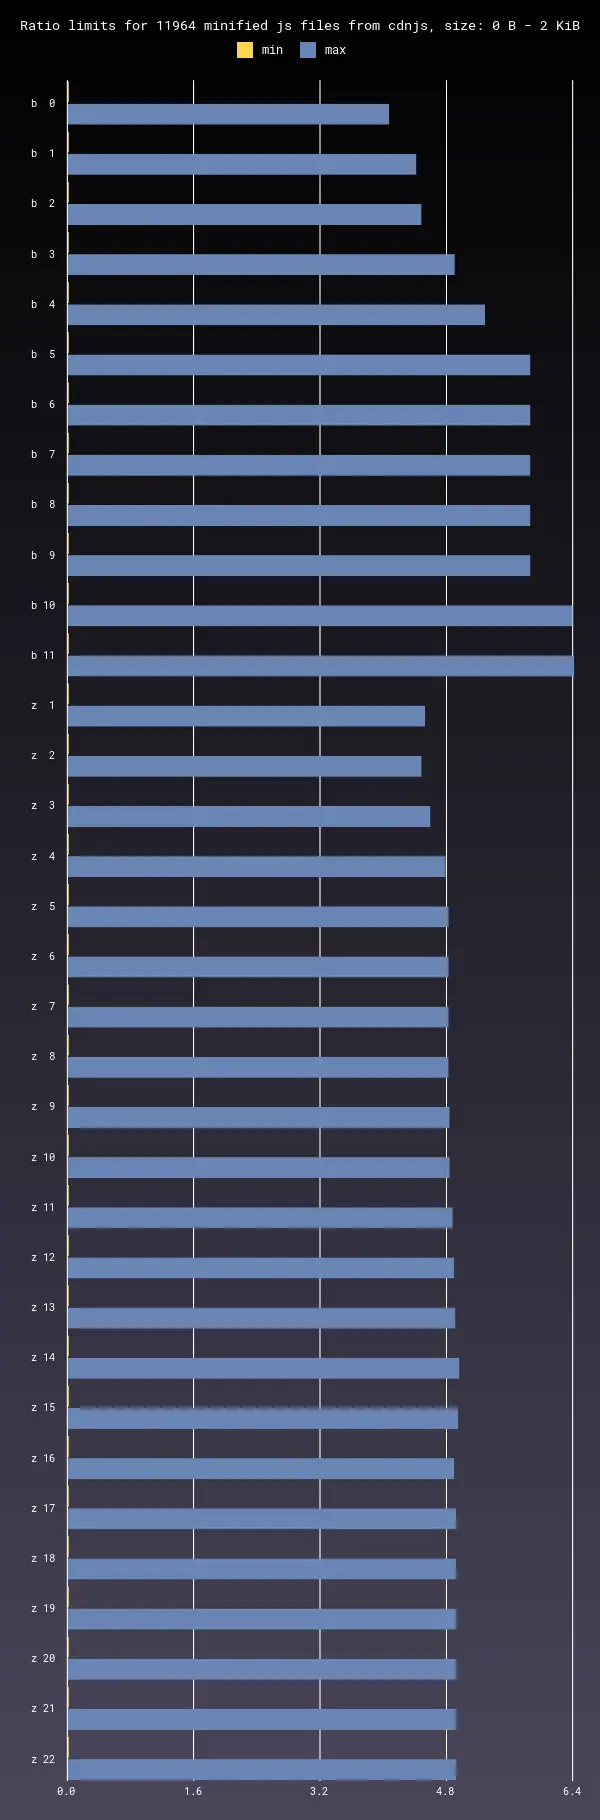 Ratio limits for 11964 minified js files from cdnjs, size: 0 B - 2 KiB
min max
b 0
b 1
b 2
b 3
b 4
b 5
b 6
b 7
b 8
b 9
b 10
b 11
z 1
z 2
z 3
z 4
z 5
z 6
z 7
z 8
z 9
z 10
z 11
z 12
z 13
z 14
z 15
z 16
z 17
z 18
z 19
z 20
z 21
z 22
0.0 1.6 3.2 4.8 6.4